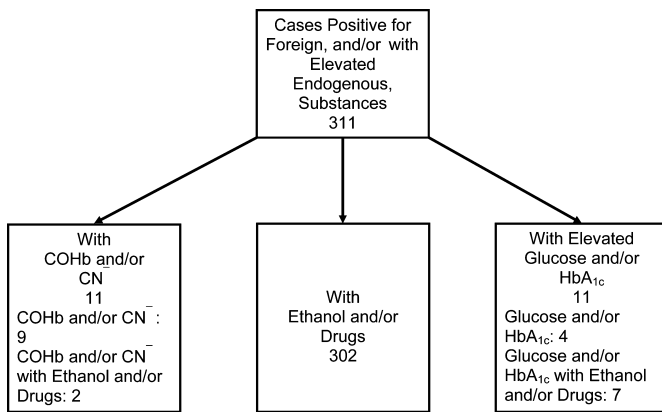 Cases Positive for
Foreign, and/or with
Elevated
Endogenous,
Substances
311
With
COHb and/or
CN⁻
11
COHb and/or CN⁻:
9
COHb and/or CN⁻
with Ethanol and/or
Drugs: 2
With
Ethanol and/or
Drugs
302
With Elevated
Glucose and/or
HbA₁c
11
Glucose and/or
HbA₁c: 4
Glucose and/or
HbA₁c with Ethanol
and/or Drugs: 7